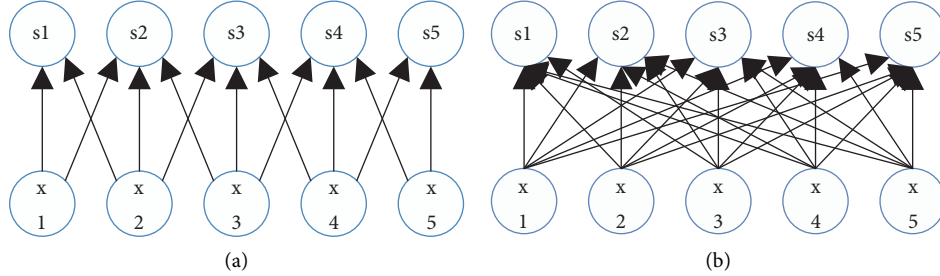 s1 s2 s3 s4 s5 s1 s2 s3 s4 s5
x x x x x x x x x x
1 2 3 4 5 1 2 3 4 5
(a) (b)